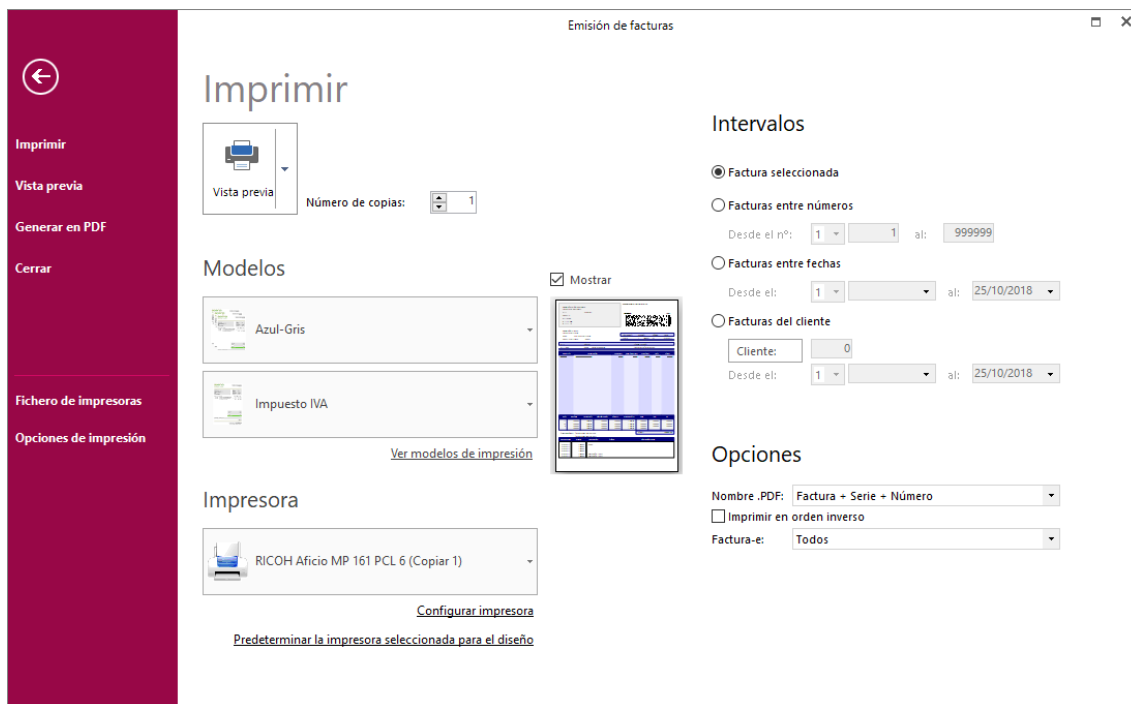 Emisión de facturas
Imprimir
Vista previa
Generar en PDF
Cerrar
Fichero de impresoras
Opciones de impresión
Imprimir
Vista previa
Número de copias: 1
Modelos
Mostrar
Azul-Gris
Impuesto IVA
Ver modelos de impresión
Impresora
RICOH Aficio MP 161 PCL 6 (Copiar 1)
Configurar impresora
Predeterminar la impresora seleccionada para el diseño
Intervalos
Factura seleccionada
Facturas entre números
Desde el nº: 1 1 al: 999999
Facturas entre fechas
Desde el: 1 al: 25/10/2018
Facturas del cliente
Cliente: 0
Desde el: 1 al: 25/10/2018
Opciones
Nombre .PDF: Factura + Serie + Número
Imprimir en orden inverso
Factura-e: Todos